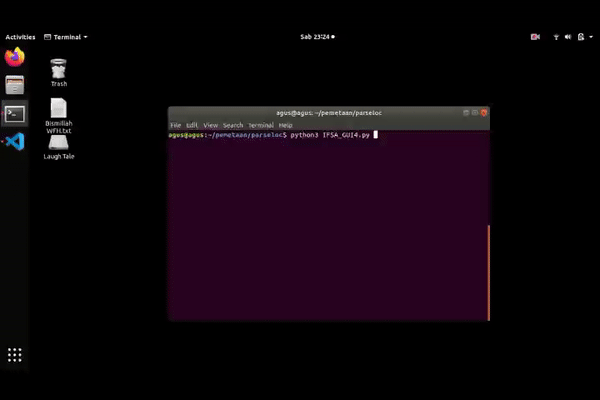 Activities
Terminal
Sab 23:24
Trash
Bismillah
WFH.txt
Laugh Tale
agus@agus: ~/pemetaan/parseloc
File Edit View Search Terminal Help
agus@agus:~/pemetaan/parseloc$ python3 IFSA_GUI4.py